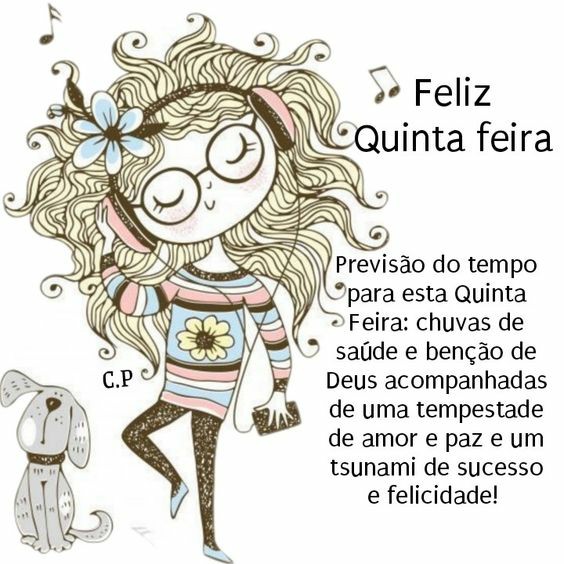 Feliz
Quinta feira
Previsão do tempo
para esta Quinta
Feira: chuvas de
saúde e benção de
Deus acompanhadas
de uma tempestade
de amor e paz e um
tsunami de sucesso
e felicidade!
C.P